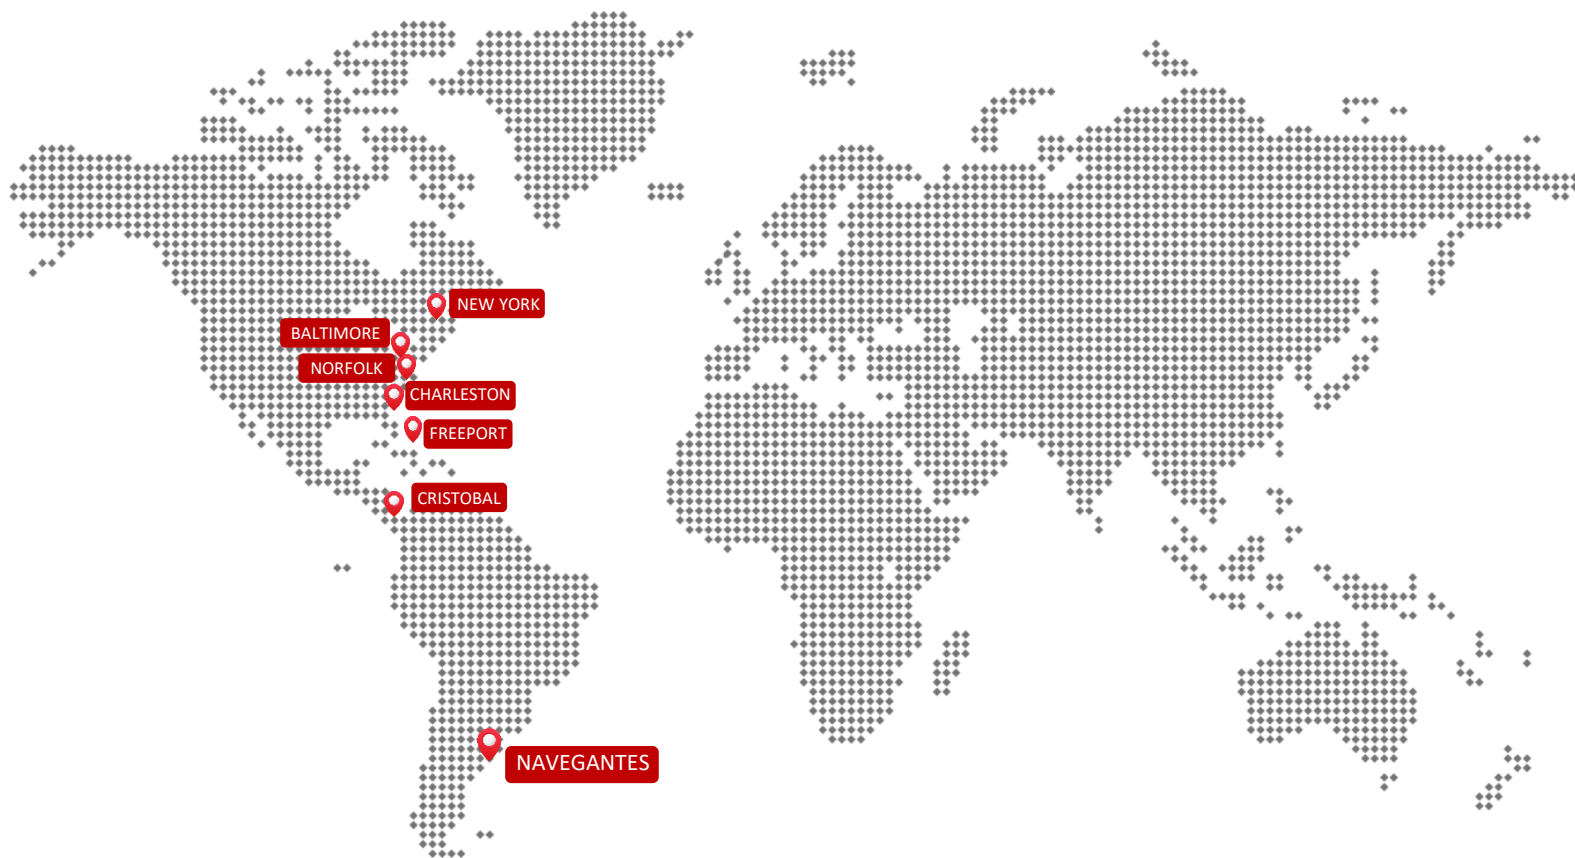 NEW YORK
BALTIMORE
NORFOLK
CHARLESTON
FREEPORT
CRISTOBAL
NAVEGANTES